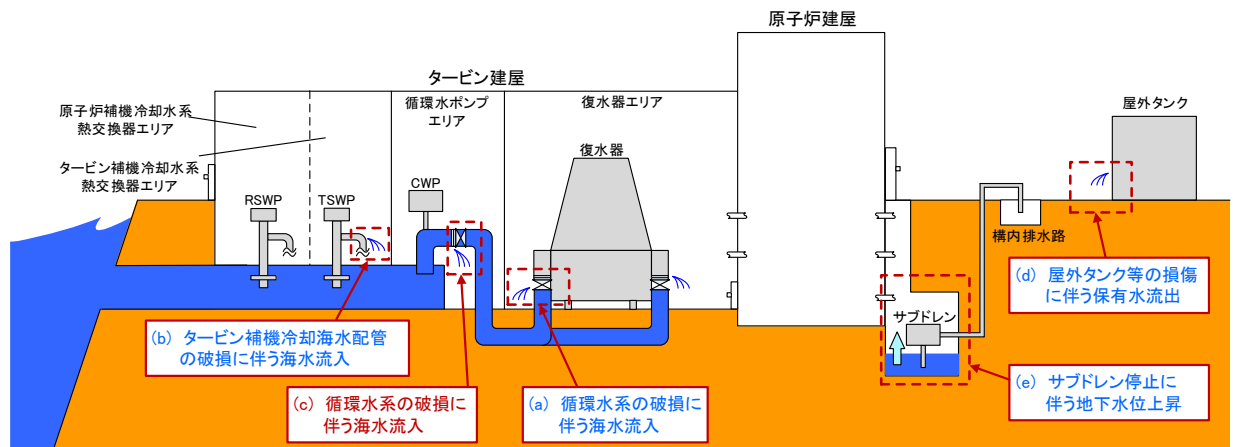 原子炉建屋
タービン建屋
原子炉補機冷却水系
熱交換器エリア
循環水ポンプ
エリア
復水器エリア
屋外タンク
タービン補機冷却水系
熱交換器エリア
復水器
CWP
RSWP
TSWP
構内排水路
(d) 屋外タンク等の損傷
に伴う保有水流出
サブドレン
(b) タービン補機冷却海水配管
の破損に伴う海水流入
(c) 循環水系の破損に
伴う海水流入
(a) 循環水系の破損に
伴う海水流入
(e) サブドレン停止に
伴う地下水位上昇